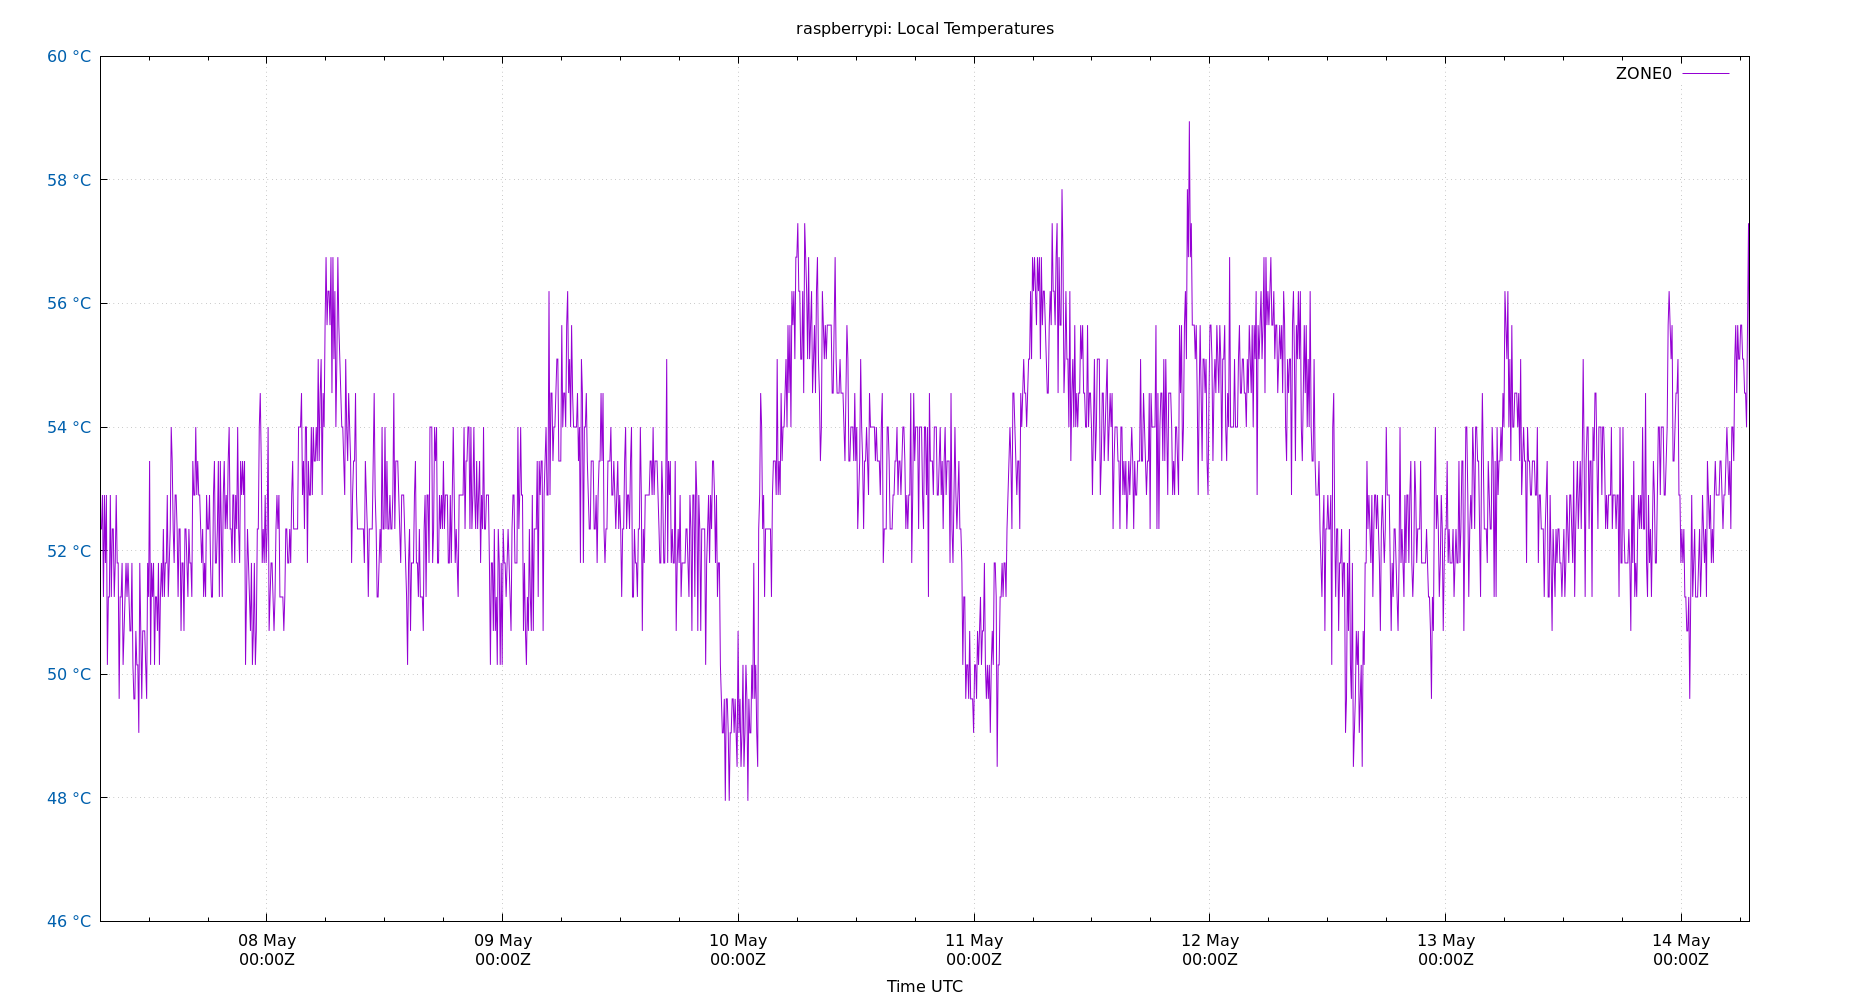 raspberrypi: Local Temperatures
60 °C
ZONE0
58 °C
56 °C
54 °C
52 °C
50 °C
48 °C
46 °C
08 May 09 May 10 May 11 May 12 May 13 May 14 May
00:00Z 00:00Z 00:00Z 00:00Z 00:00Z 00:00Z 00:00Z
Time UTC